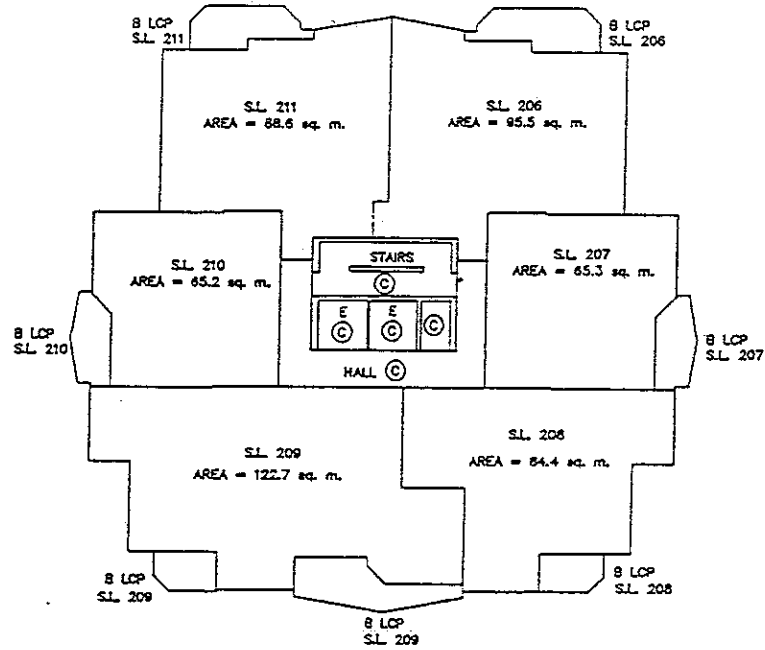 B LCP
S.L. 211
B LCP
S.L. 206
S.L. 211
AREA = 88.6 sq. m.
S.L. 206
AREA = 95.5 sq. m.
STAIRS
C
S.L. 210
AREA = 65.2 sq. m.
S.L. 207
AREA = 65.3 sq. m.
E
C
E
C
C
B LCP
S.L. 210
B LCP
S.L. 207
HALL C
S.L. 209
AREA = 122.7 sq. m.
S.L. 208
AREA = 84.4 sq. m.
B LCP
S.L. 209
B LCP
S.L. 208
B LCP
S.L. 209